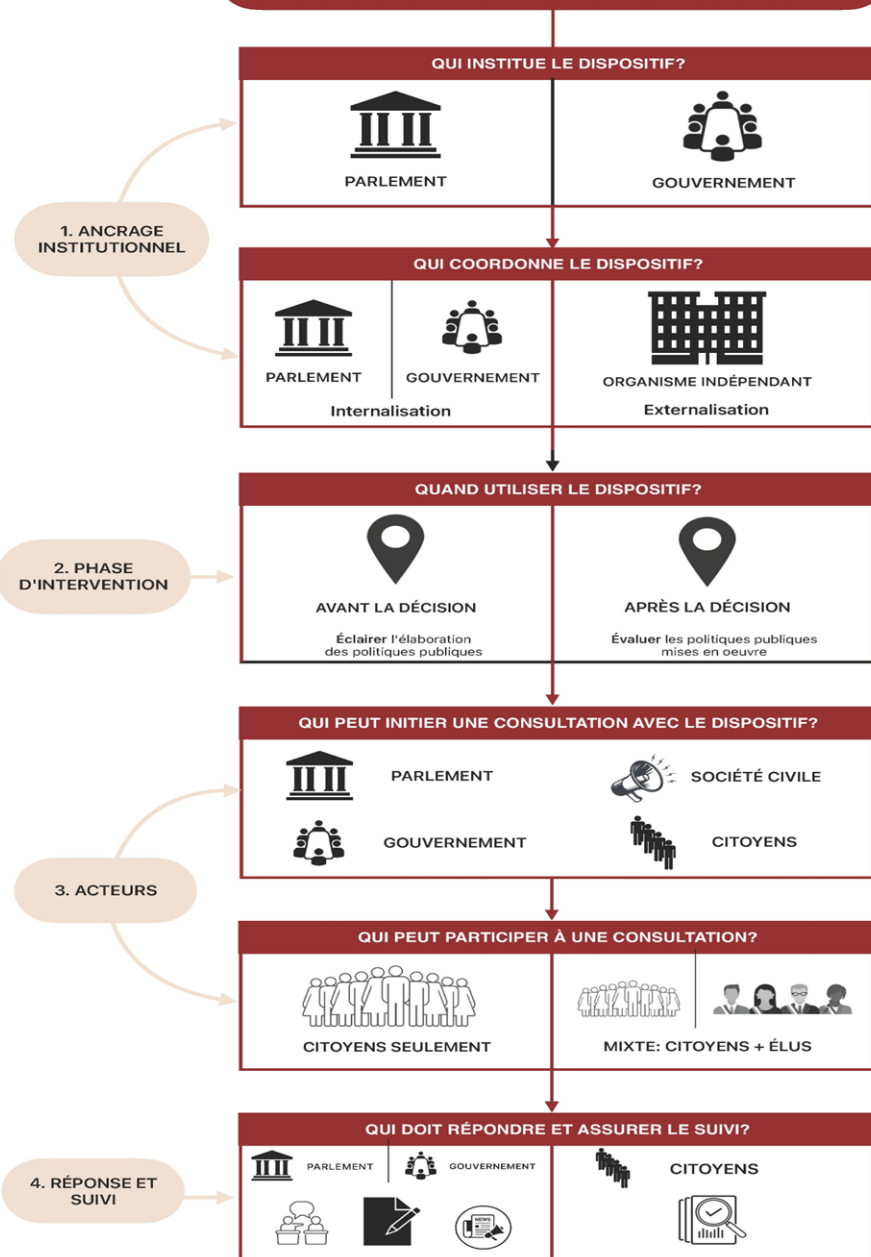 QUI INSTITUE LE DISPOSITIF?
PARLEMENT
GOUVERNEMENT
1. ANCRAGE
INSTITUTIONNEL
QUI COORDONNE LE DISPOSITIF?
PARLEMENT
GOUVERNEMENT
Internalisation
ORGANISME INDÉPENDANT
Externalisation
QUAND UTILISER LE DISPOSITIF?
2. PHASE
D'INTERVENTION
AVANT LA DÉCISION
Éclairer l'élaboration
des politiques publiques
APRÈS LA DÉCISION
Évaluer les politiques publiques
mises en oeuvre
QUI PEUT INITIER UNE CONSULTATION AVEC LE DISPOSITIF?
PARLEMENT
SOCIÉTÉ CIVILE
GOUVERNEMENT
CITOYENS
3. ACTEURS
QUI PEUT PARTICIPER À UNE CONSULTATION?
CITOYENS SEULEMENT
MIXTE: CITOYENS + ÉLUS
QUI DOIT RÉPONDRE ET ASSURER LE SUIVI?
4. RÉPONSE ET
SUIVI
PARLEMENT
GOUVERNEMENT
CITOYENS
NEWS